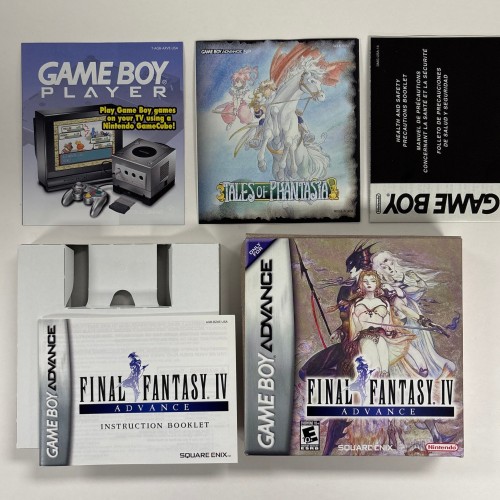 GAME BOY
PLAYER
Play Game Boy games
on your TV using a
Nintendo GameCube!
GAME BOY ADVANCE
TALES OF PHANTASIA
HEALTH AND SAFETY
PRECAUTIONS BOOKLET
MANUEL DE PRÉCAUTIONS
CONCERNANT LA SANTÉ ET LA SÉCURITÉ
FOLLETO DE PRECAUCIONES
DE SALUD Y SEGURIDAD
GAME BOY
GAME BOY ADVANCE
FINAL FANTASY IV
ADVANCE
INSTRUCTION BOOKLET
SQUARE ENIX
ONLY
FOR
GAME BOY ADVANCE
FINAL FANTASY IV
ADVANCE
E
ESRB
SQUARE ENIX
Nintendo